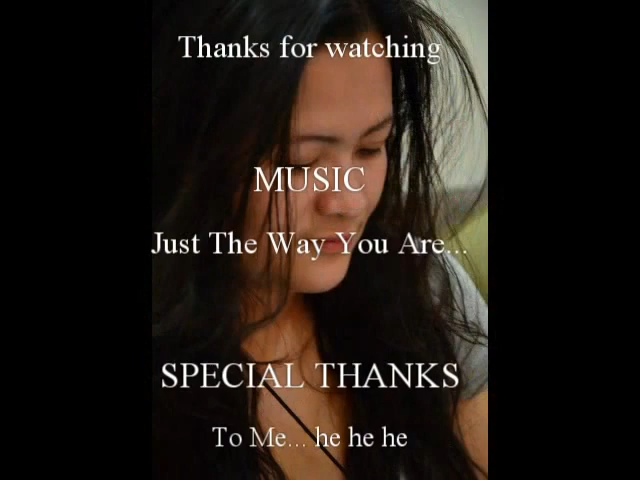 Thanks for watching
MUSIC
Just The Way You Are...
SPECIAL THANKS
To Me... he he he